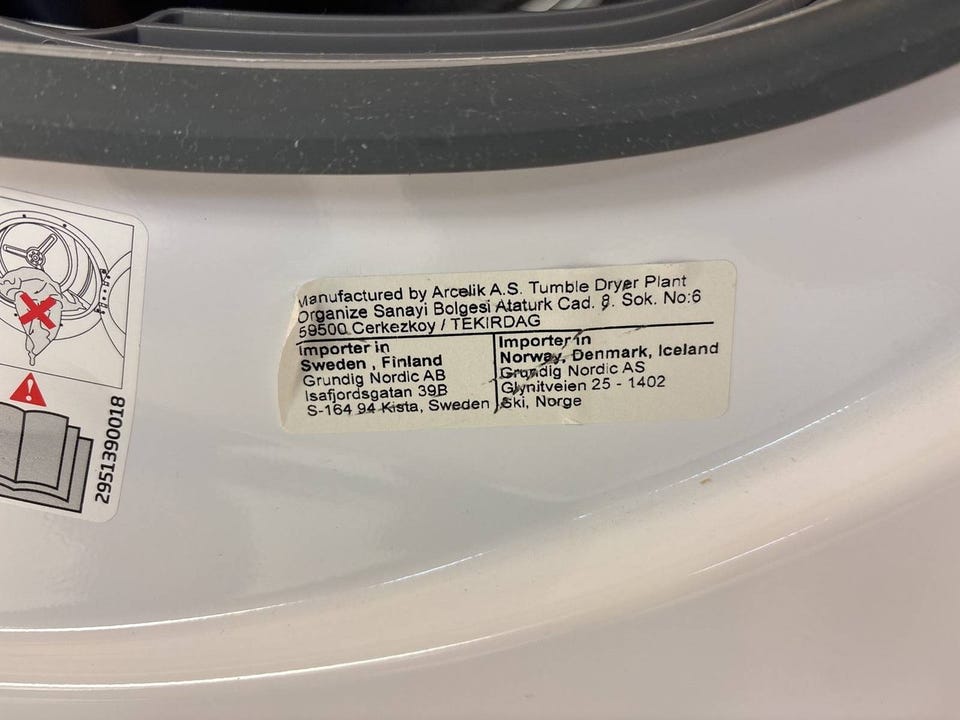 Manufactured by Arcelik A.S. Tumble Dryer Plant
Organize Sanayi Bolgesi Ataturk Cad. 8. Sok. No:6
59500 Cerkezkoy / TEKIRDAG
Importer in
Sweden , Finland
Grundig Nordic AB
Isafjordsgatan 39B
S-164 94 Kista, Sweden
Importer in
Norway, Denmark, Iceland
Grundig Nordic AS
Glynitveien 25 - 1402
Ski, Norge
2951390018